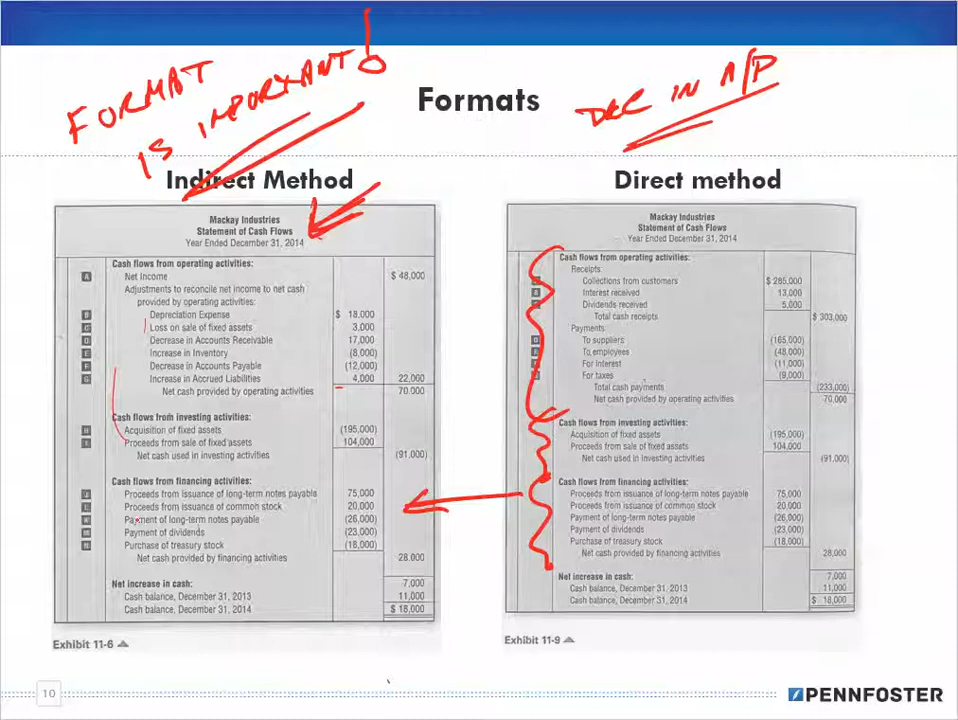 FORMAT
IS IMPORTANT!
Formats
DEC IN A/P
Indirect Method
Mackay Industries
Statement of Cash Flows
Year Ended December 31, 2014
Cash flows from operating activities:
A Net Income $ 48,000
Adjustments to reconcile net income to net cash
provided by operating activities:
B Depreciation Expense $ 18,000
C Loss on sale of fixed assets 3,000
D Decrease in Accounts Receivable 17,000
E Increase in Inventory (8,000)
F Decrease in Accounts Payable (12,000)
G Increase in Accrued Liabilities 4,000 22,000
Net cash provided by operating activities 70,000
Cash flows from investing activities:
H Acquisition of fixed assets (195,000)
I Proceeds from sale of fixed assets 104,000
Net cash used in investing activities (91,000)
Cash flows from financing activities:
J Proceeds from issuance of long-term notes payable 75,000
L Proceeds from issuance of common stock 20,000
K Payment of long-term notes payable (26,000)
M Payment of dividends (23,000)
N Purchase of treasury stock (18,000)
Net cash provided by financing activities 28,000
Net increase in cash: 7,000
Cash balance, December 31, 2013 11,000
Cash balance, December 31, 2014 $ 18,000
Exhibit 11-6
Direct method
Mackay Industries
Statement of Cash Flows
Year Ended December 31, 2014
Cash flows from operating activities:
Receipts:
Collections from customers $ 285,000
Interest received 13,000
Dividends received 5,000
Total cash receipts $ 303,000
Payments:
To suppliers (165,000)
To employees (48,000)
For interest (11,000)
For taxes (9,000)
Total cash payments (233,000)
Net cash provided by operating activities 70,000
Cash flows from investing activities:
Acquisition of fixed assets (195,000)
Proceeds from sale of fixed assets 104,000
Net cash used in investing activities (91,000)
Cash flows from financing activities:
Proceeds from issuance of long-term notes payable 75,000
Proceeds from issuance of common stock 20,000
Payment of long-term notes payable (26,000)
Payment of dividends (23,000)
Purchase of treasury stock (18,000)
Net cash provided by financing activities 28,000
Net increase in cash: 7,000
Cash balance, December 31, 2013 11,000
Cash balance, December 31, 2014 $ 18,000
Exhibit 11-9
10
PENNFOSTER